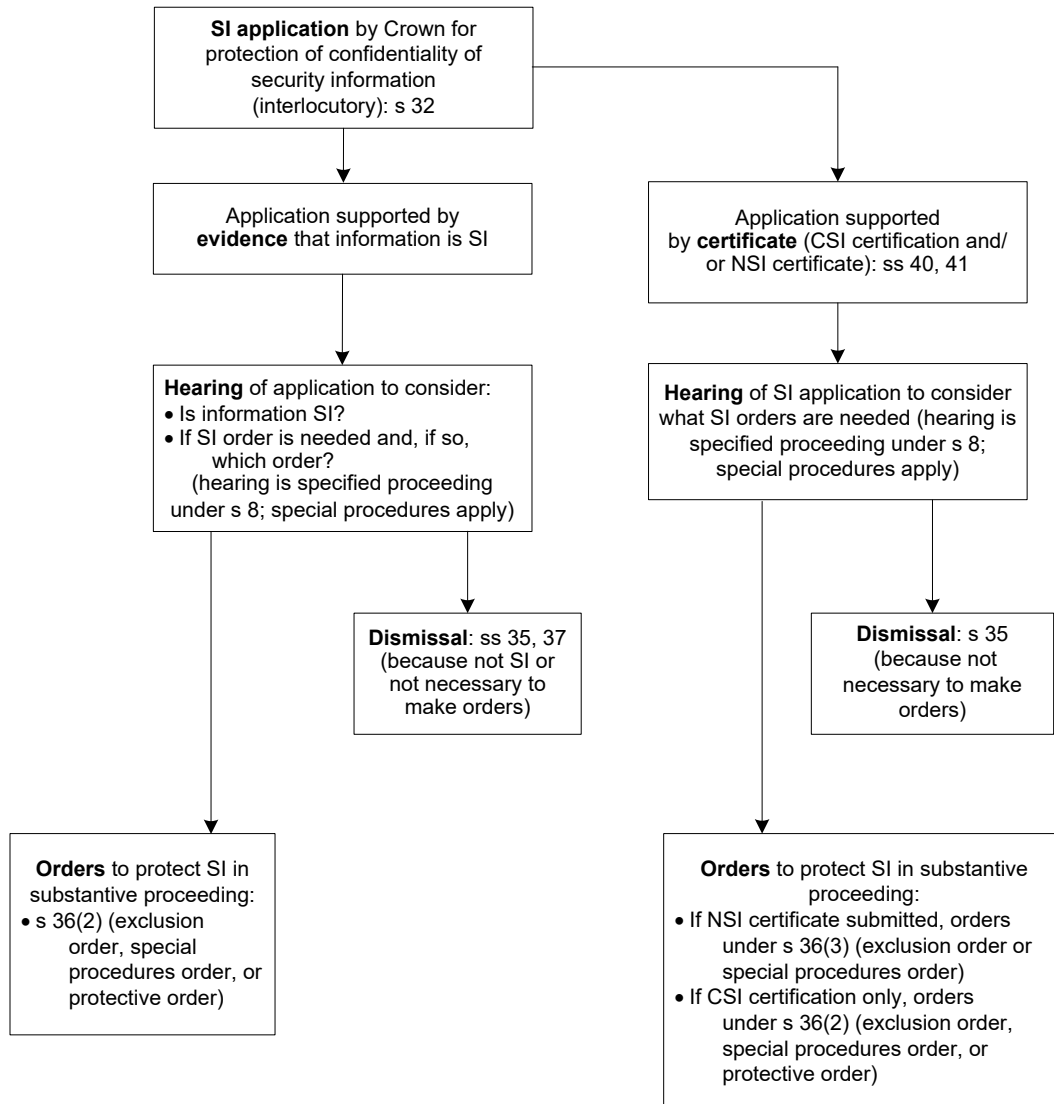 SI application by Crown for
protection of confidentiality of
security information
(interlocutory): s 32
Application supported by
evidence that information is SI
Application supported
by certificate (CSI certification and/
or NSI certificate): ss 40, 41
Hearing of application to consider:
• Is information SI?
• If SI order is needed and, if so,
which order?
(hearing is specified proceeding
under s 8; special procedures apply)
Hearing of SI application to consider
what SI orders are needed (hearing is
specified proceeding under s 8;
special procedures apply)
Dismissal: ss 35, 37
(because not SI or
not necessary to
make orders)
Dismissal: s 35
(because not
necessary to make
orders)
Orders to protect SI in
substantive proceeding:
• s 36(2) (exclusion
order, special
procedures order, or
protective order)
Orders to protect SI in substantive
proceeding:
• If NSI certificate submitted, orders
under s 36(3) (exclusion order or
special procedures order)
• If CSI certification only, orders
under s 36(2) (exclusion order,
special procedures order, or
protective order)